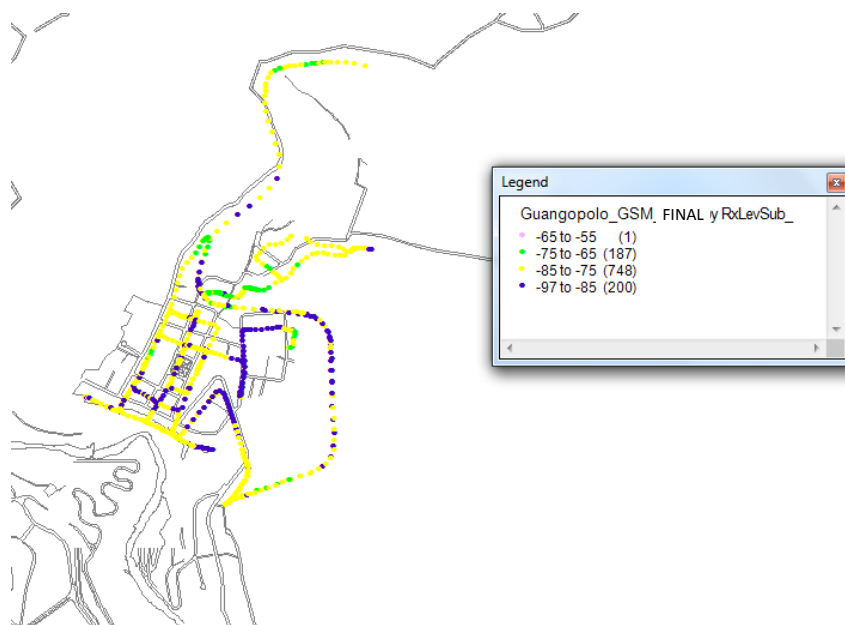 Legend
Guangopolo_GSM_ FINAL y RxLevSub_
-65 to -55 (1)
-75 to -65 (187)
-85 to -75 (748)
-97 to -85 (200)